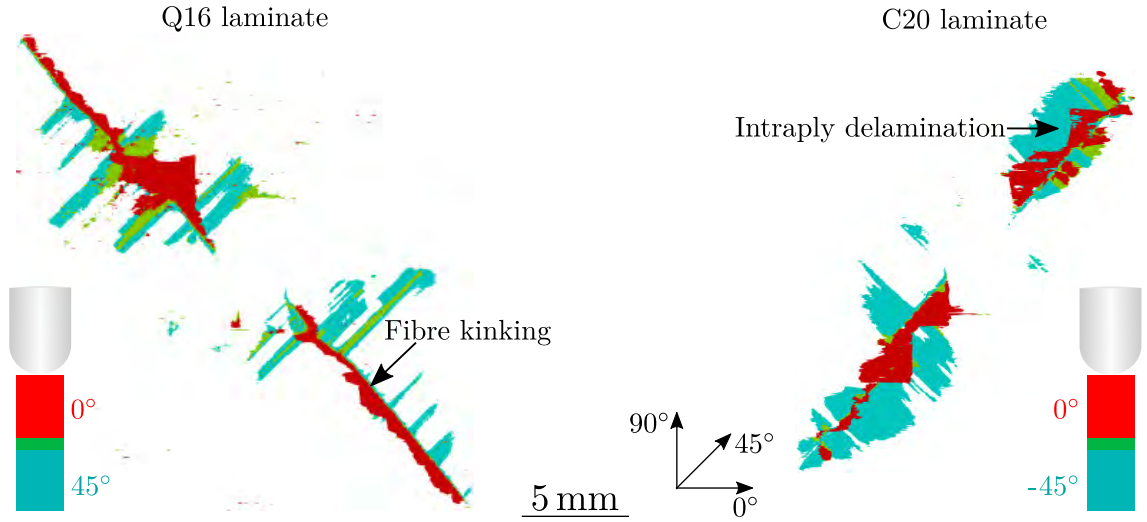 Q16 laminate
C20 laminate
Intraply delamination
Fibre kinking
0°
45°
90°
45°
0°
5 mm
0°
-45°